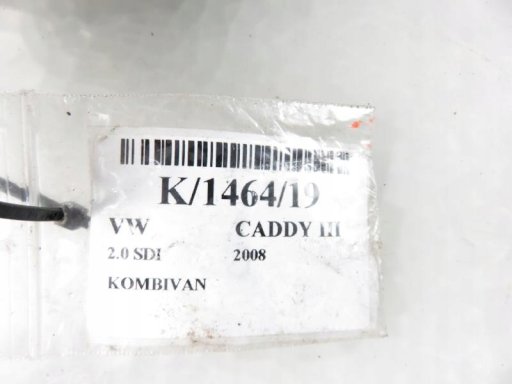 K/1464/19
VW CADDY III
2.0 SDI 2008
KOMBIVAN